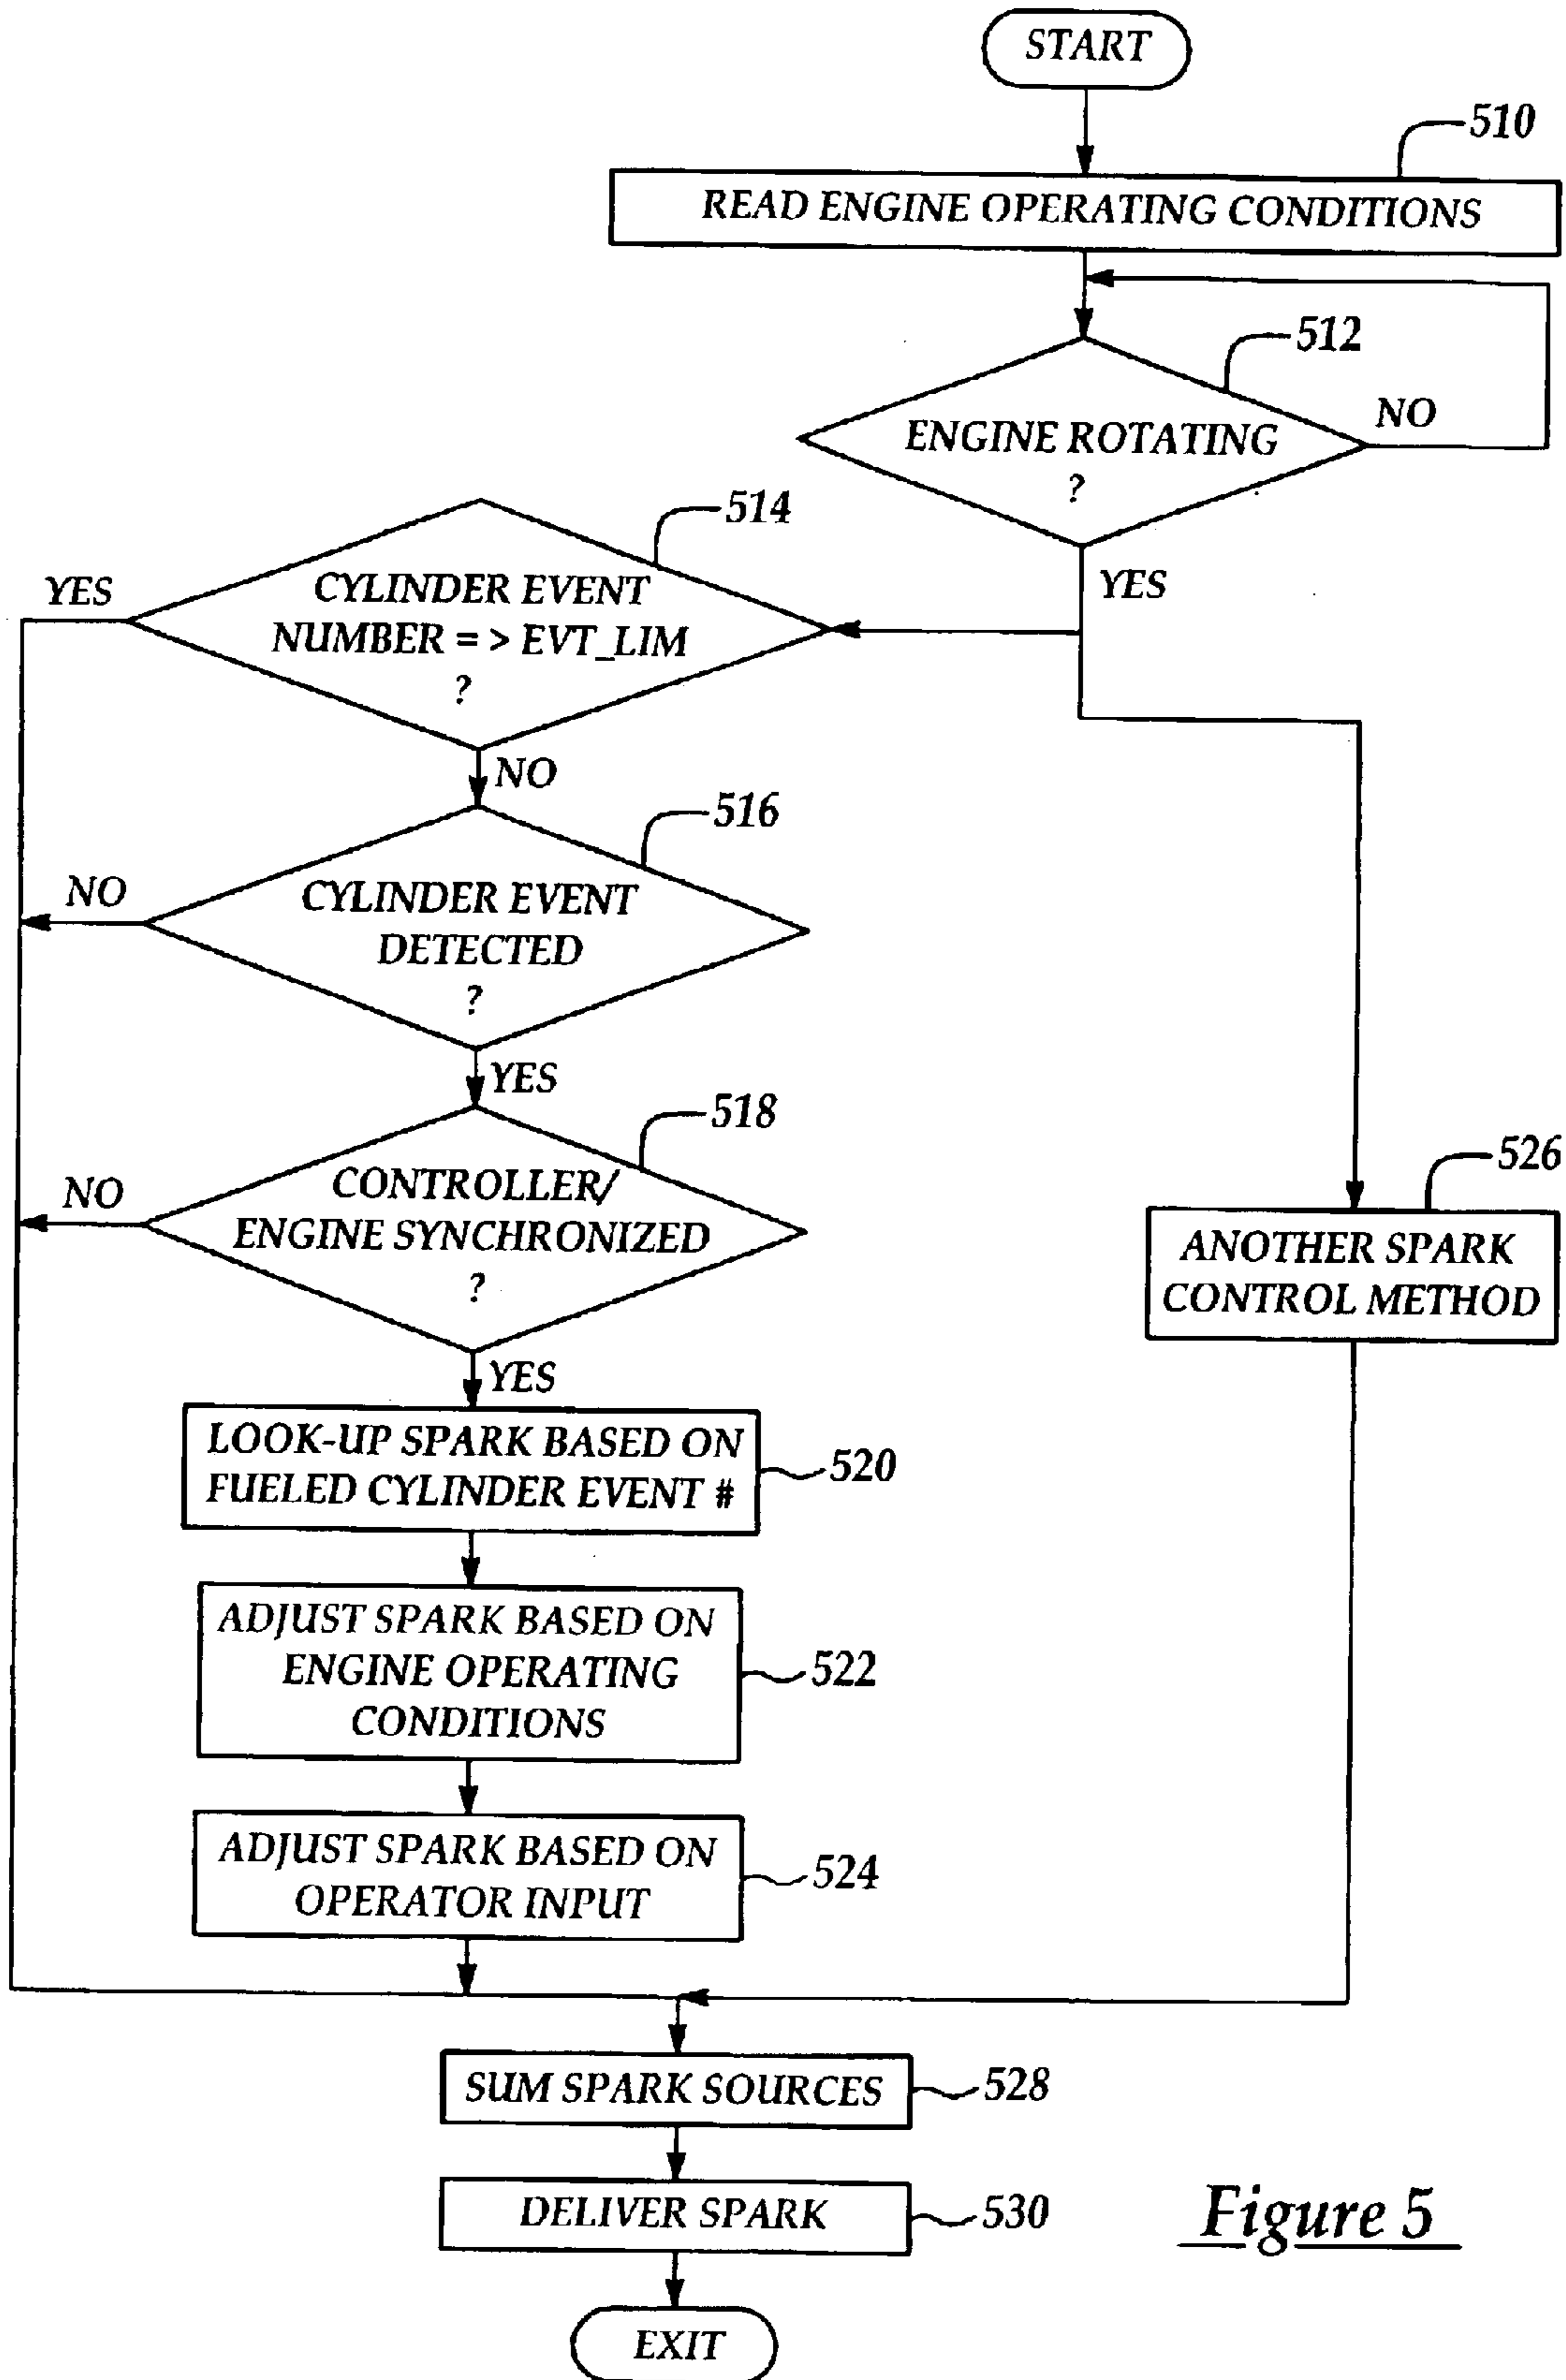 START
510
READ ENGINE OPERATING CONDITIONS
512
NO
ENGINE ROTATING
?
YES
514
YES
CYLINDER EVENT
NUMBER = > EVT_LIM
?
NO
516
NO
CYLINDER EVENT
DETECTED
?
YES
518
NO
CONTROLLER/
ENGINE SYNCHRONIZED
?
YES
526
ANOTHER SPARK
CONTROL METHOD
LOOK-UP SPARK BASED ON
FUELED CYLINDER EVENT #
520
ADJUST SPARK BASED ON
ENGINE OPERATING
CONDITIONS
522
ADJUST SPARK BASED ON
OPERATOR INPUT
524
SUM SPARK SOURCES
528
DELIVER SPARK
530
EXIT
Figure 5